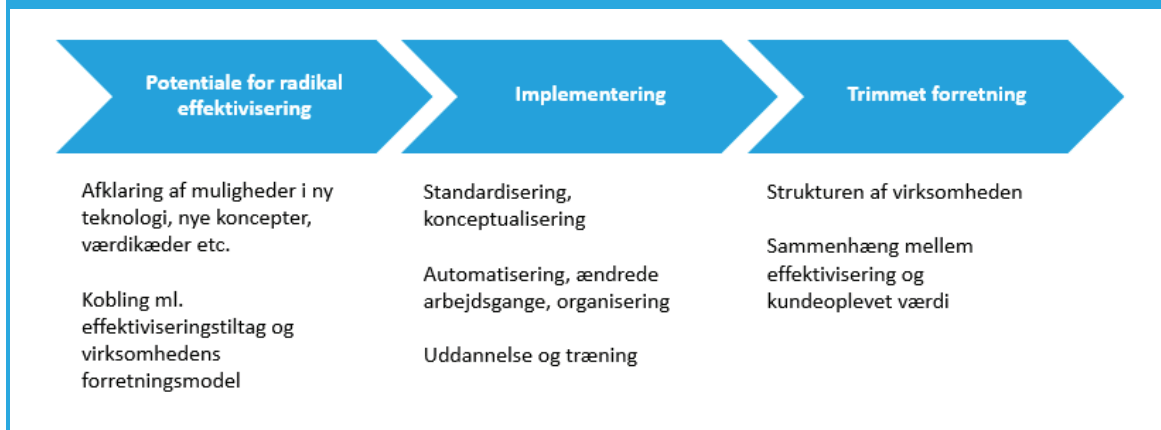 Potentiale for radikal
effektivisering
Implementering
Trimmet forretning
Afklaring af muligheder i ny
teknologi, nye koncepter,
værdikæder etc.
Kobling ml.
effektiviseringstiltag og
virksomhedens
forretningsmodel
Standardisering,
konceptualisering
Automatisering, ændrede
arbejdsgange, organisering
Uddannelse og træning
Strukturen af virksomheden
Sammenhæng mellem
effektivisering og
kundeoplevet værdi